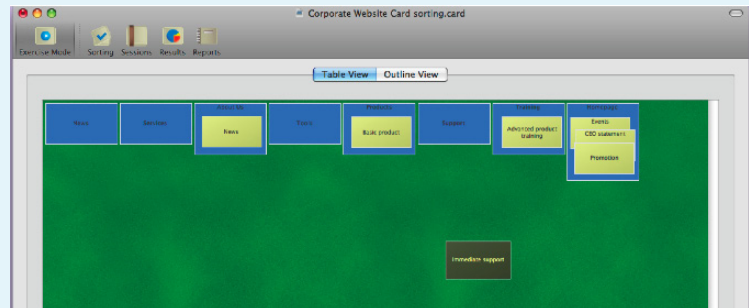 Corporate Website Card sorting.card
Exercise Mode
Sorting
Sessions
Results
Reports
Table View
Outline View
News
Services
About Us
News
Tools
Products
Basic product
Support
Training
Advanced product
training
Homepage
Events
CEO statement
Promotion
Immediate support